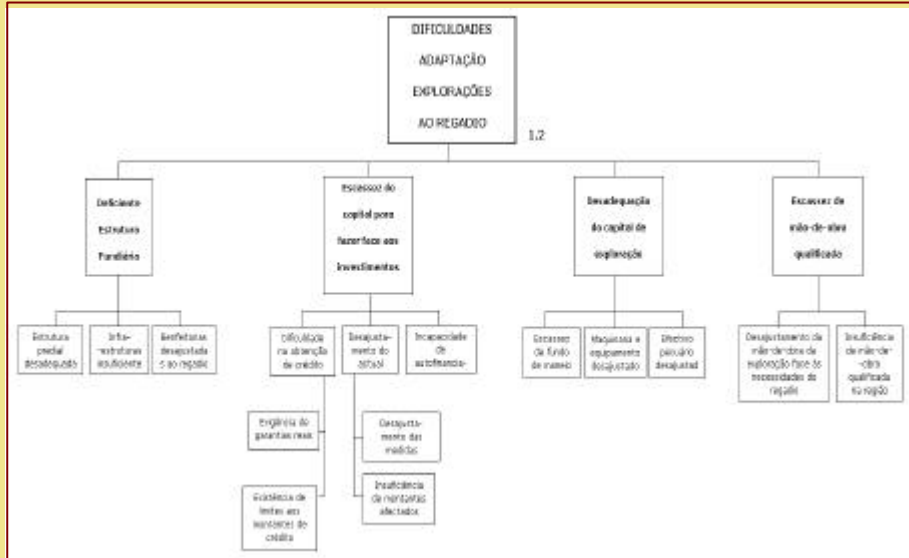 DIFICULDADES
ADAPTAÇÃO
EXPLORAÇÕES
AO REGADIO
1.2
Deficiente
Estrutura
Fundiária
Escassez de
capital para
fazer face aos
investimentos
Desadequação
do capital de
exploração
Escassez de
mão-de-obra
qualificada
Estrutura
predial
desadequada
Infra-
-estruturas
insuficiente
Benfeitorias
desajustada
s ao regadio
Dificuldade
na obtenção
de crédito
Desajusta-
mento do
actual
Incapacidade
de
autofinancia-
Escassez
de fundo
de maneio
Maquinaria e
equipamento
desajustado
Efectivo
pecuário
desajustad
Desajustamento da
mão-de-obra da
exploração face às
necessidades do
regadio
Insuficiência
de mão-de-
-obra
qualificada
na região
Exigência de
garantias reais
Desajusta-
mento das
medidas
Existência de
limites aos
montantes de
crédito
Insuficiência
de montantes
afectados